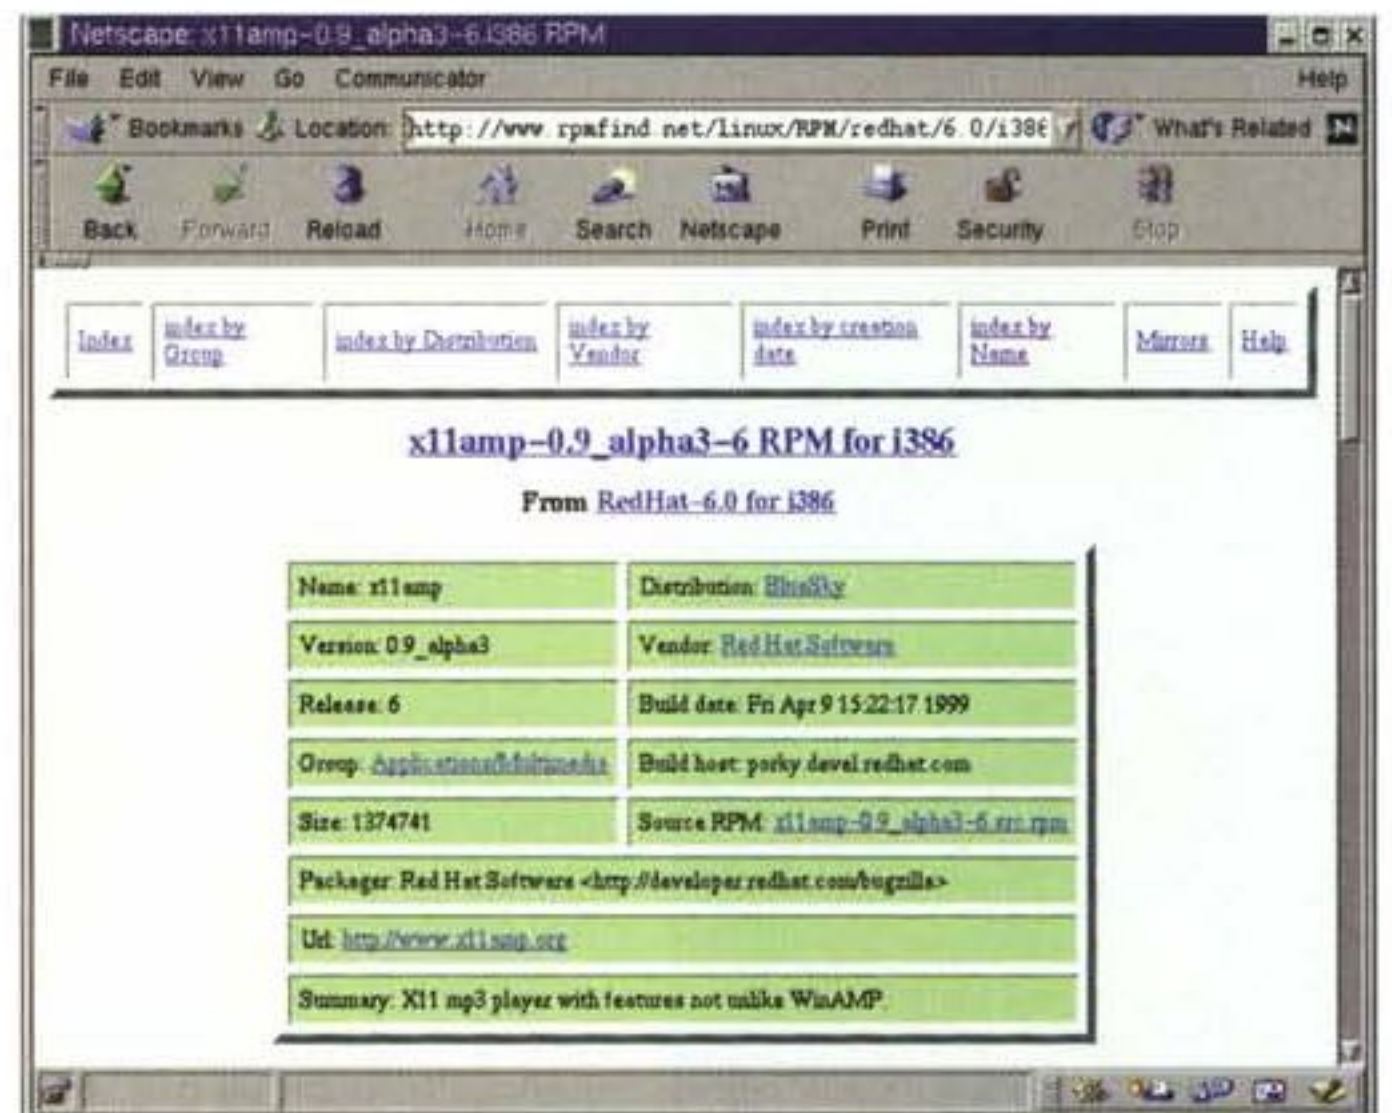 Netscape: x11amp-0.9_alpha3-6.i386 RPM
File Edit View Go Communicator Help
Bookmarks Location: http://www.rpmfind.net/linux/RPM/redhat/6.0/i386 What's Related N
Back Forward Reload Home Search Netscape Print Security Stop
Index
index by Group
index by Distribution
index by Vendor
index by creation date
index by Name
Mirrors
Help
x11amp-0.9_alpha3-6 RPM for i386
From RedHat-6.0 for i386
Name: x11amp
Distribution: BlueSky
Version: 0.9_alpha3
Vendor: Red Hat Software
Release: 6
Build date: Fri Apr 9 15:22:17 1999
Group: Applications/Multimedia
Build host: porky.devel.redhat.com
Size: 1374741
Source RPM: x11amp-0.9_alpha3-6.src.rpm
Packager: Red Hat Software <http://developer.redhat.com/bugzilla>
Url: http://www.x11amp.org
Summary: X11 mp3 player with features not unlike WinAMP.